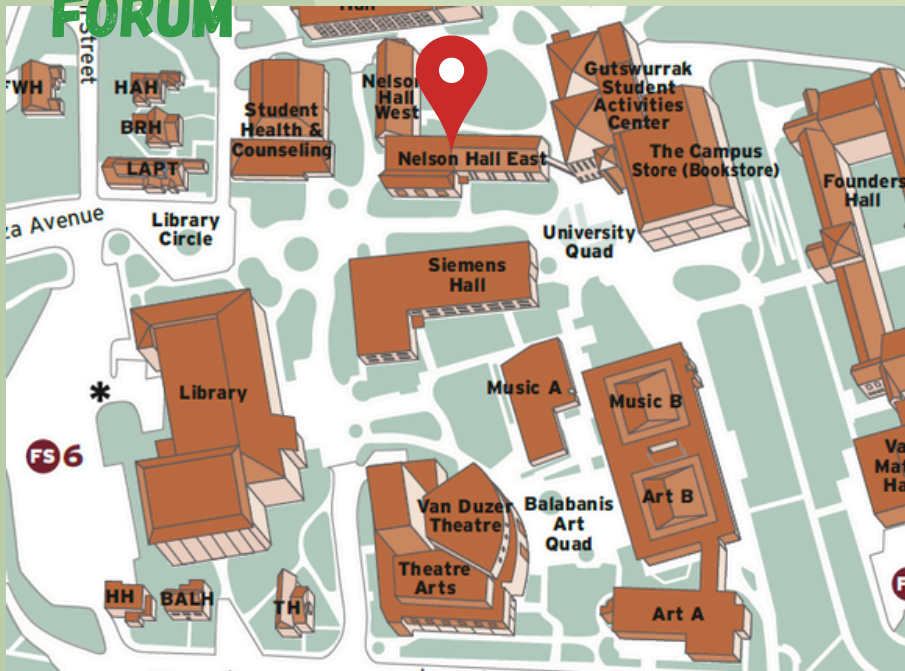 FORUM
Street
FWH
HAH
BRH
LAPT
Student
Health &
Counseling
Nelson
Hall
West
Nelson Hall East
Gutswurrak
Student
Activities
Center
The Campus
Store (Bookstore)
Founders
Hall
Avenue
Library
Circle
University
Quad
Siemens
Hall
Library
*
FS 6
Music A
Music B
Art B
Van Duzer
Theatre
Balabanis
Art
Quad
Theatre
Arts
HH
BALH
TH
Art A